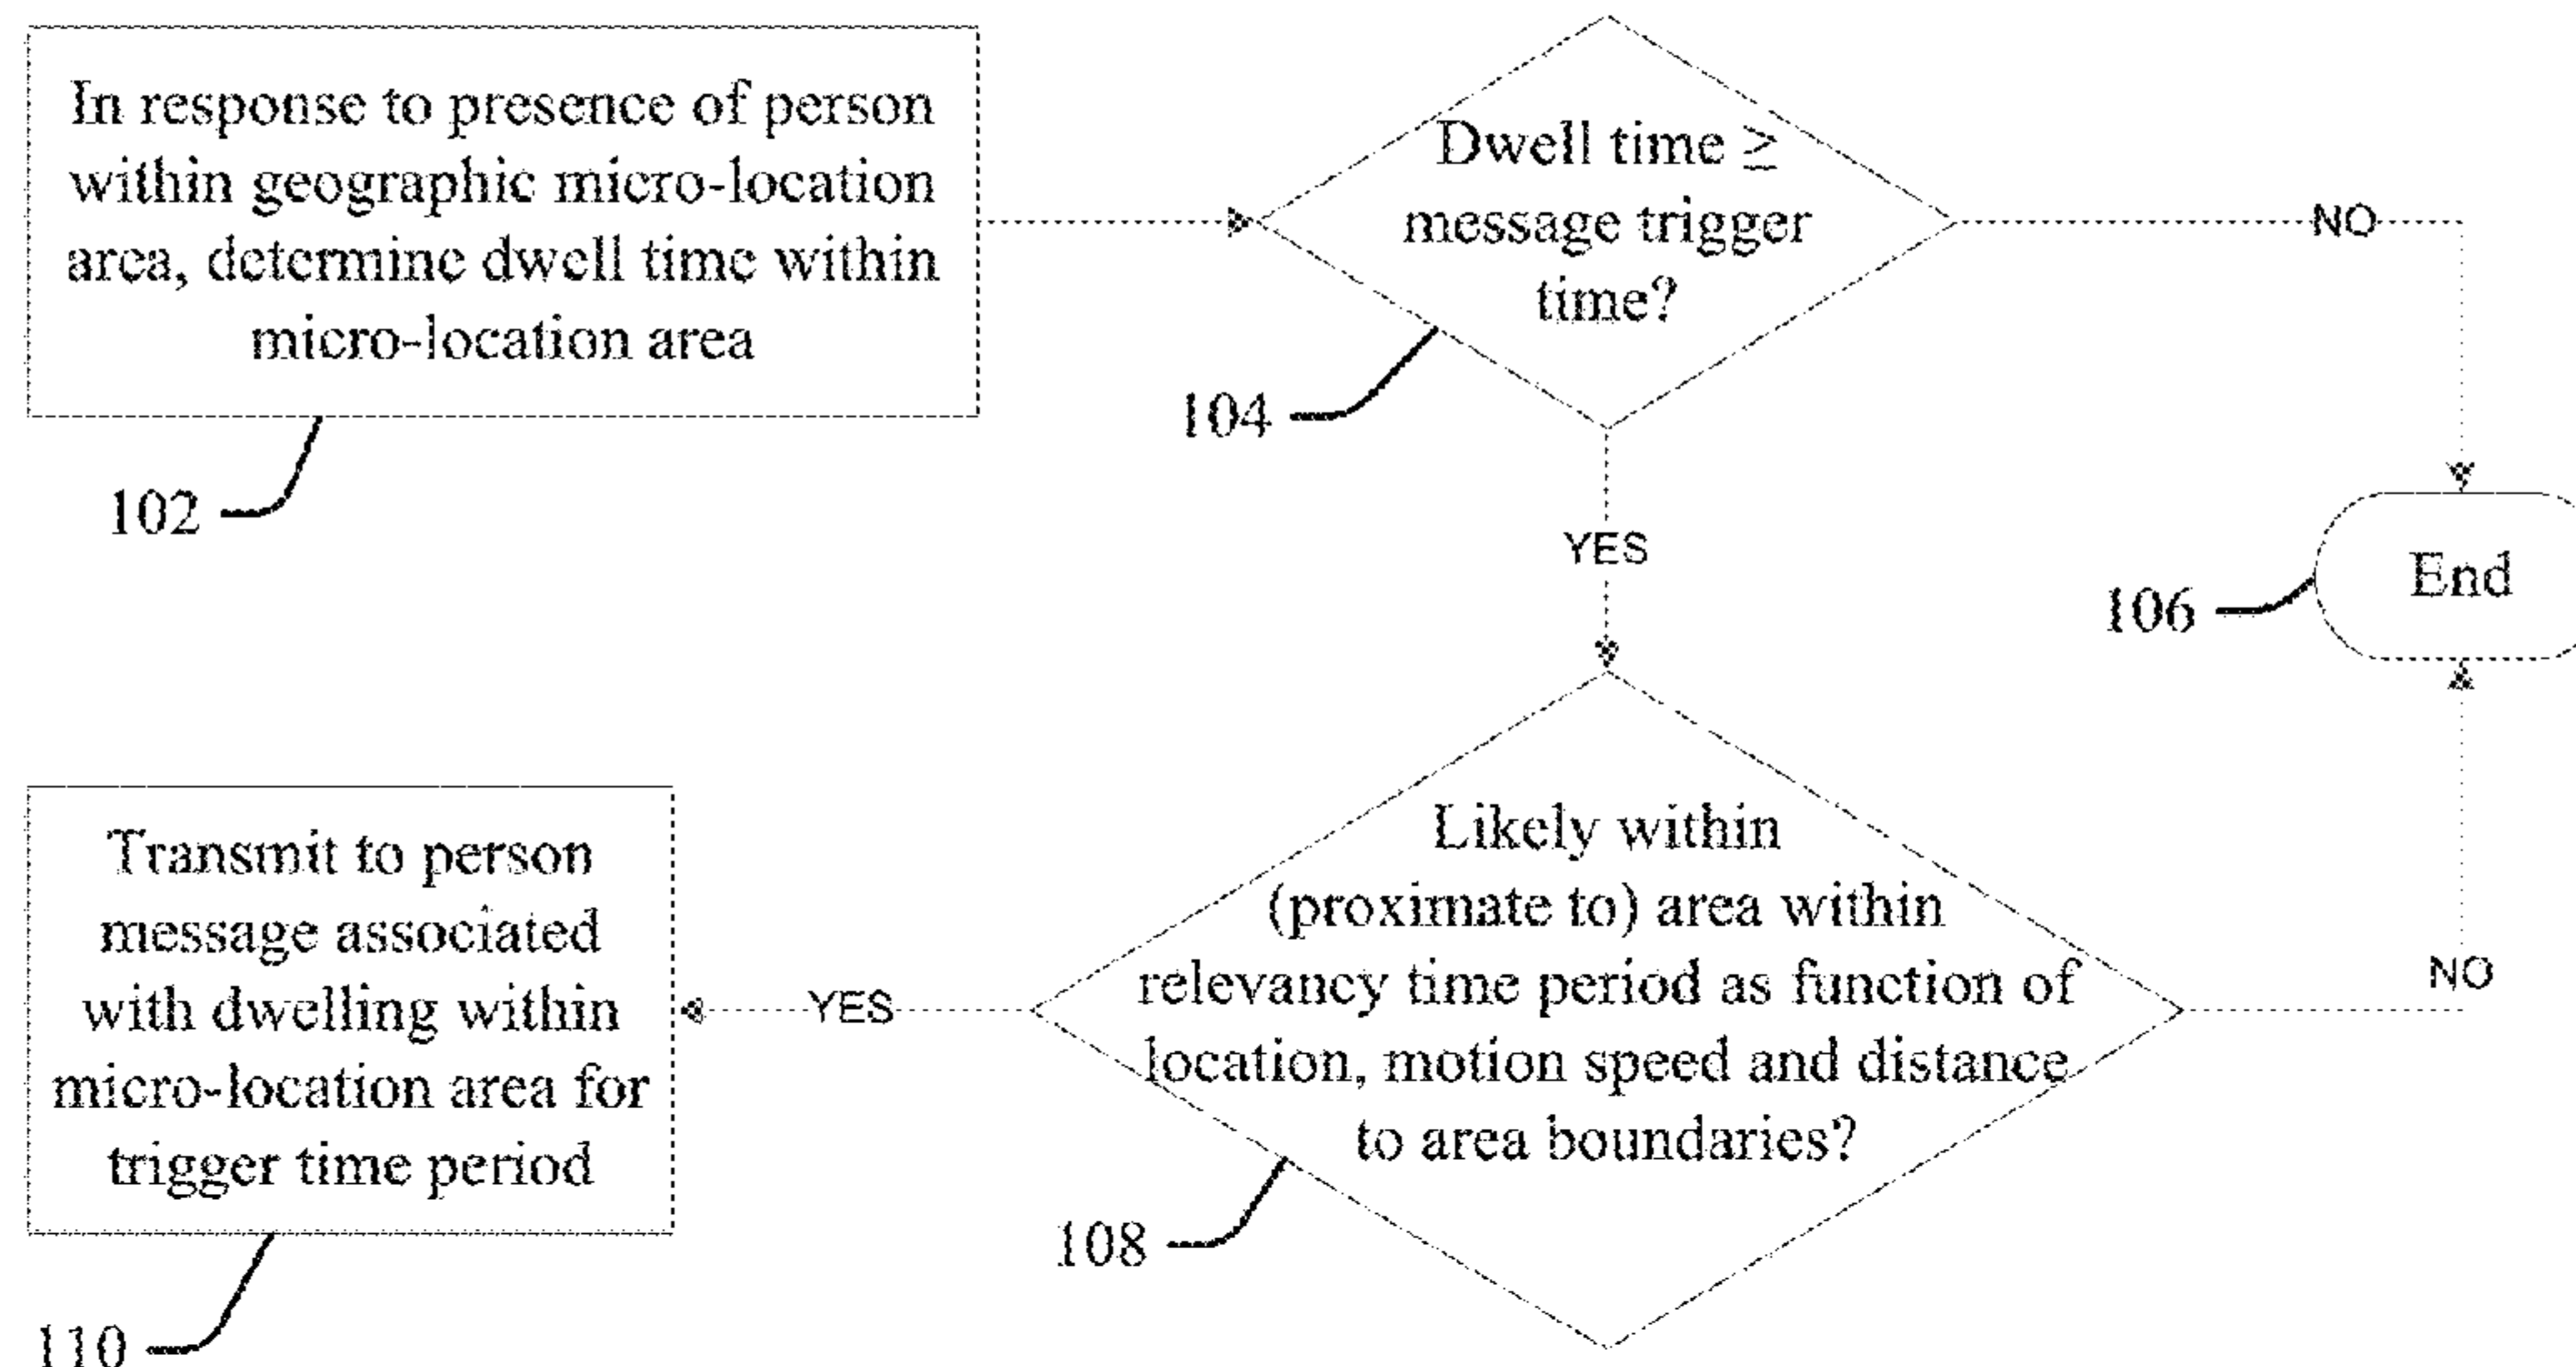 In response to presence of person
within geographic micro-location
area, determine dwell time within
micro-location area
102
Dwell time ≥
message trigger
time?
104
NO
YES
End
106
Likely within
(proximate to) area within
relevancy time period as function of
location, motion speed and distance
to area boundaries?
108
NO
YES
Transmit to person
message associated
with dwelling within
micro-location area for
trigger time period
110